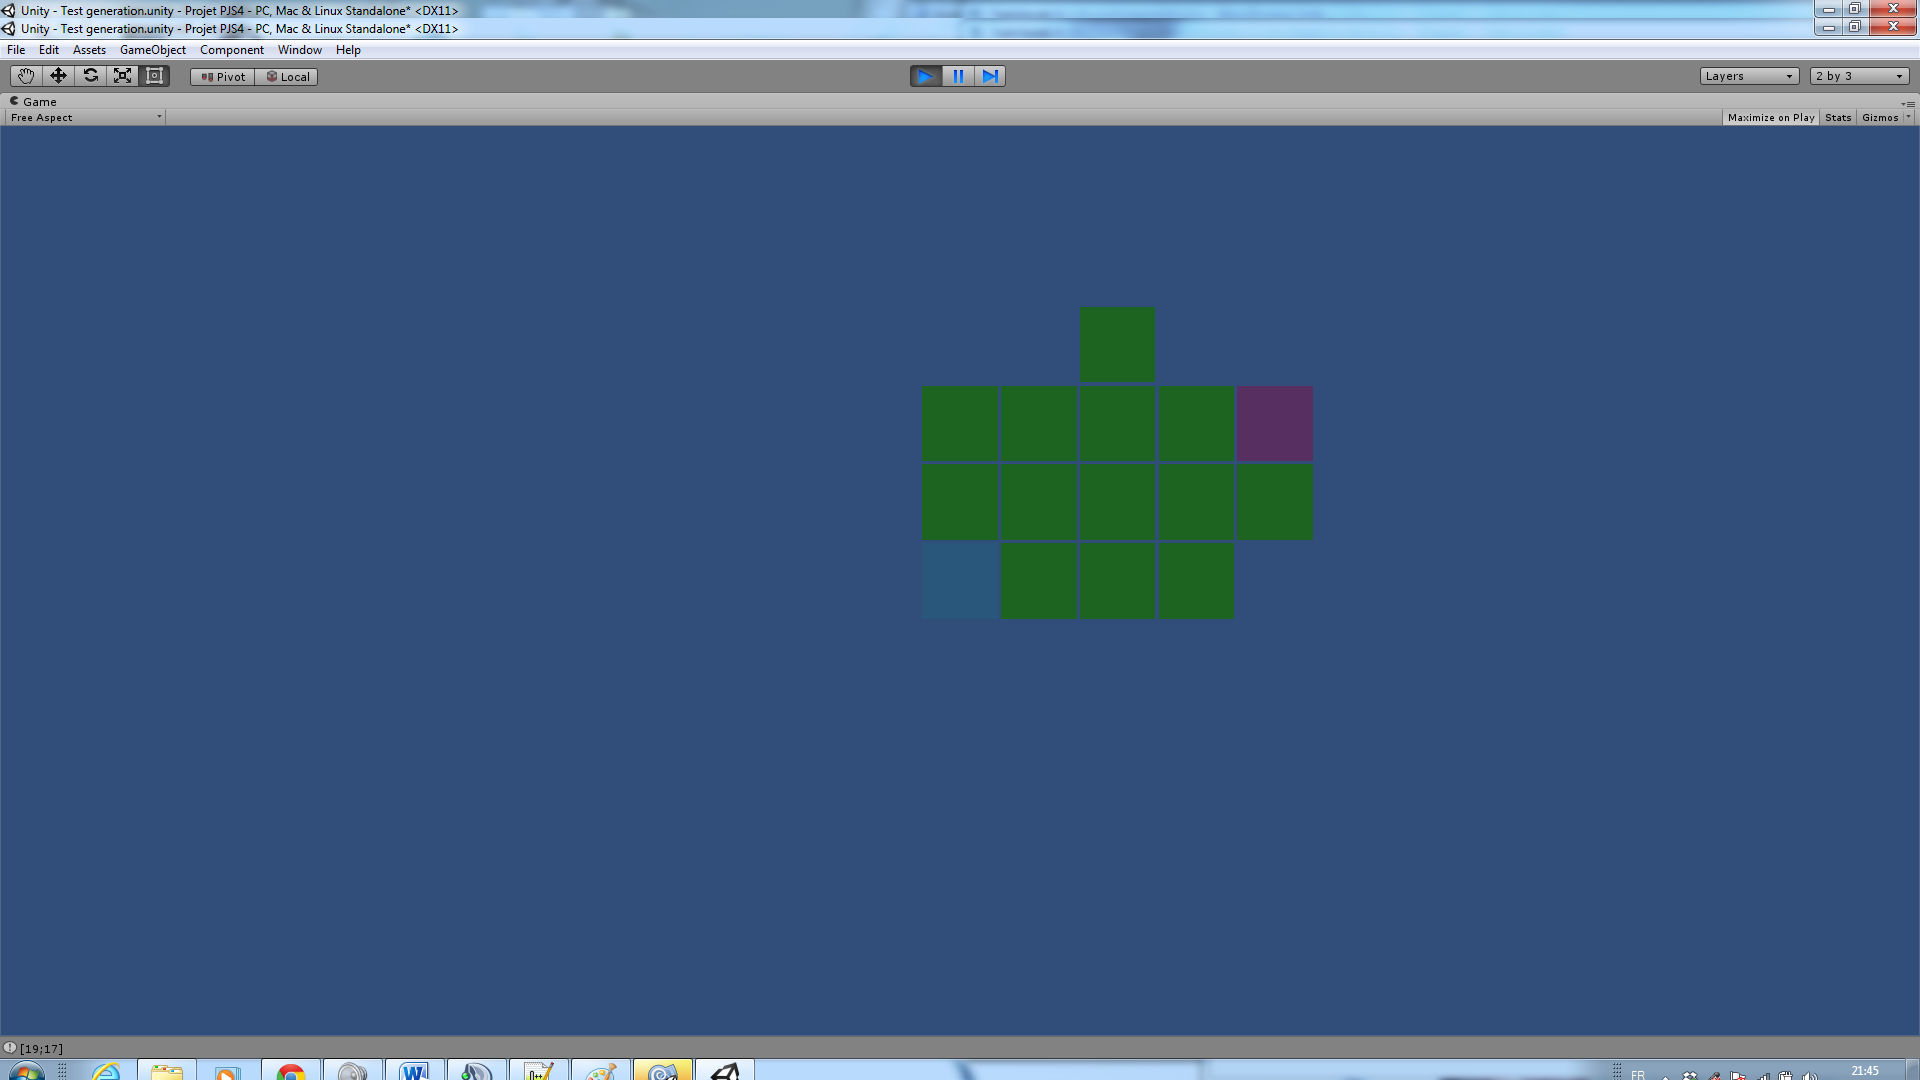 Unity - Test generation.unity - Projet PJS4 - PC, Mac & Linux Standalone* <DX11>
Unity - Test generation.unity - Projet PJS4 - PC, Mac & Linux Standalone* <DX11>
File Edit Assets GameObject Component Window Help
Pivot Local Layers 2 by 3
Game
Free Aspect Maximize on Play Stats Gizmos
[19;17]
FR 21:45